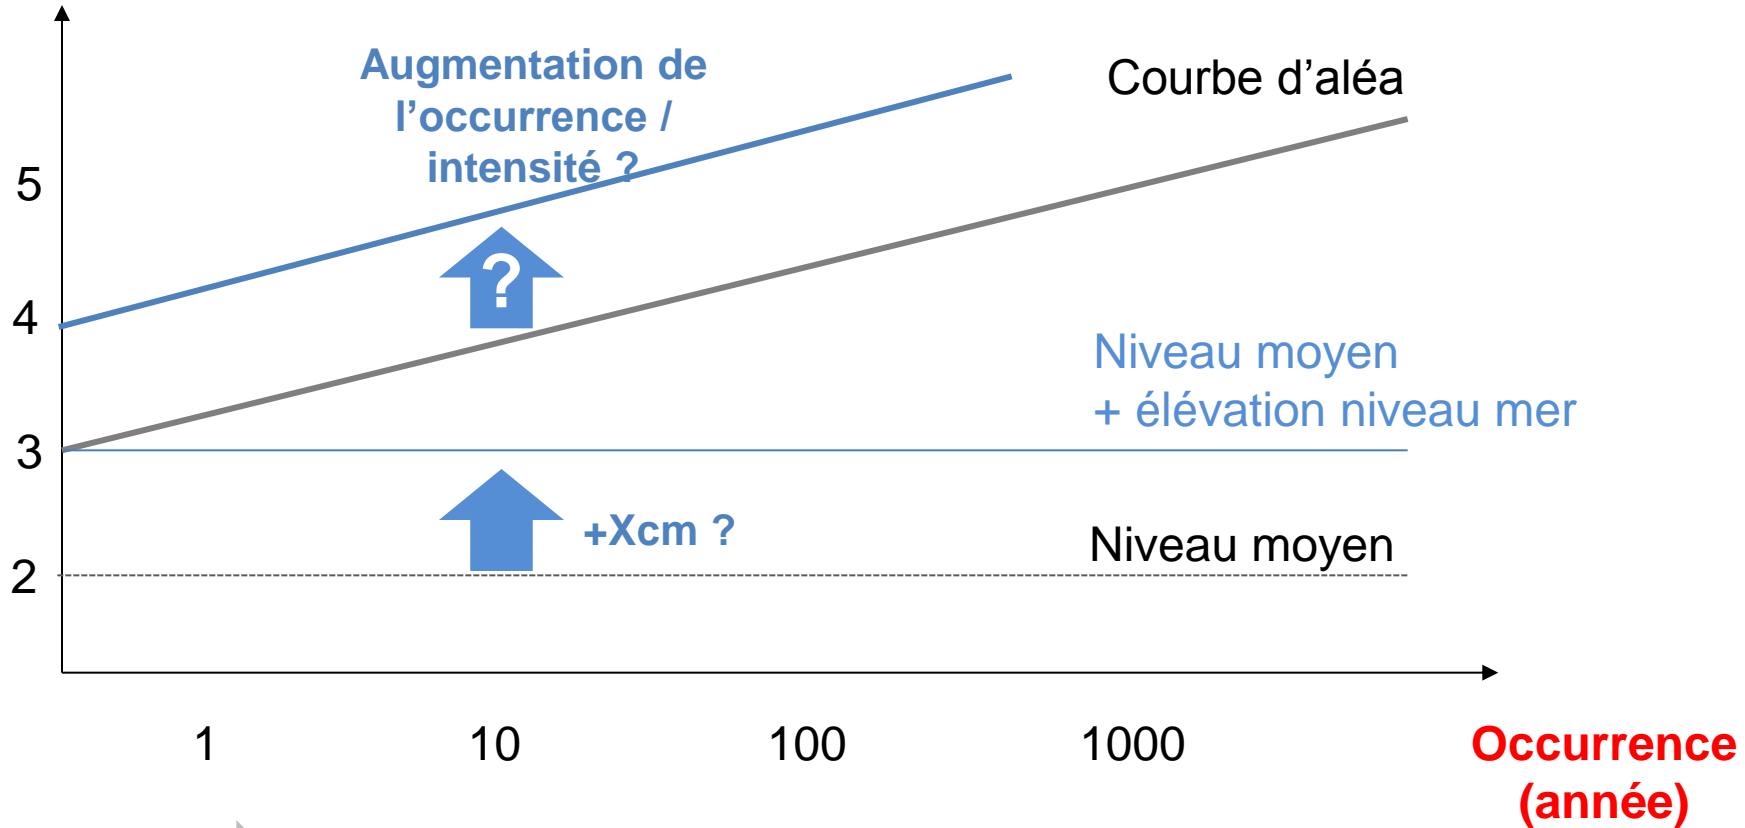 Augmentation de
l’occurrence /
intensité ?
Courbe d’aléa
5
?
4
Niveau moyen
+ élévation niveau mer
3
+Xcm ?
Niveau moyen
2
1
10
100
1000
Occurrence
(année)